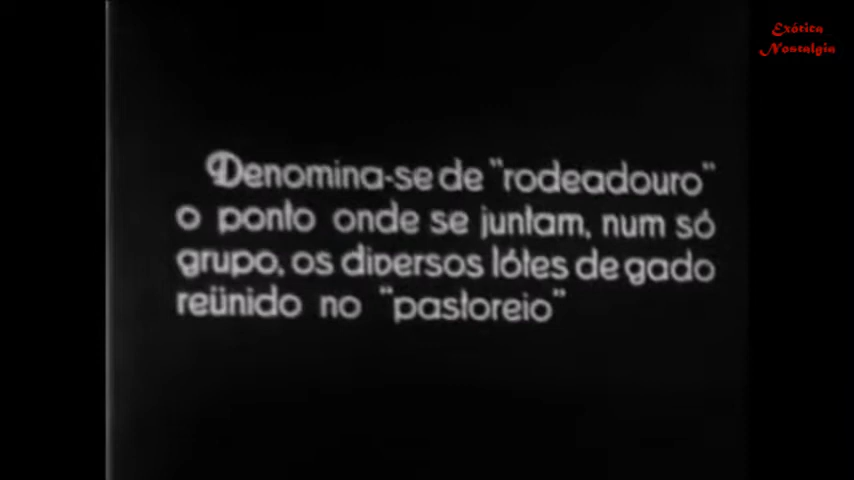 Exótica
Nostalgia
Denomina-se de "rodeadouro"
o ponto onde se juntam, num só
grupo, os diversos lótes de gado
reünido no "pastoreio"